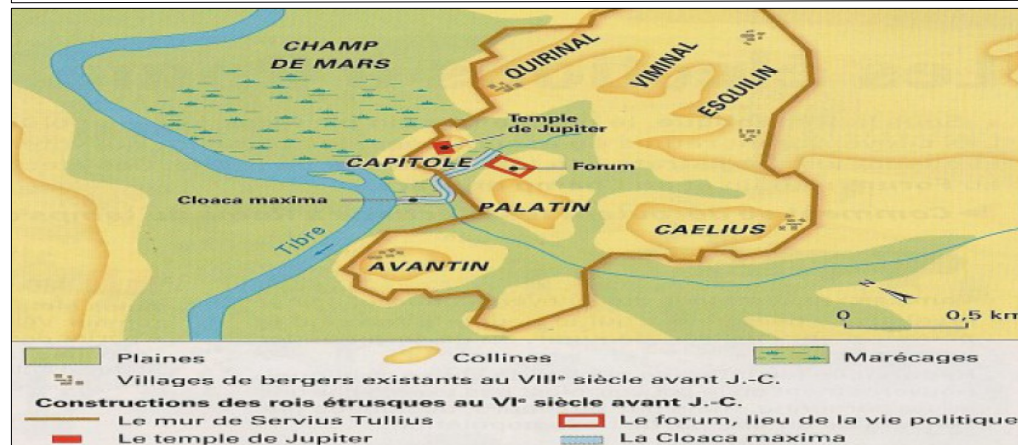 CHAMP
DE MARS
QUIRINAL
VIMINAL
ESQUILIN
Temple
de Jupiter
CAPITOLE
Forum
Cloaca maxima
PALATIN
CAELIUS
Tibre
AVANTIN
N
0 0,5 km
Plaines Collines Marécages
Villages de bergers existants au VIIIe siècle avant J.-C.
Constructions des rois étrusques au VIe siècle avant J.-C.
Le mur de Servius Tullius Le forum, lieu de la vie politique
Le temple de Jupiter La Cloaca maxima